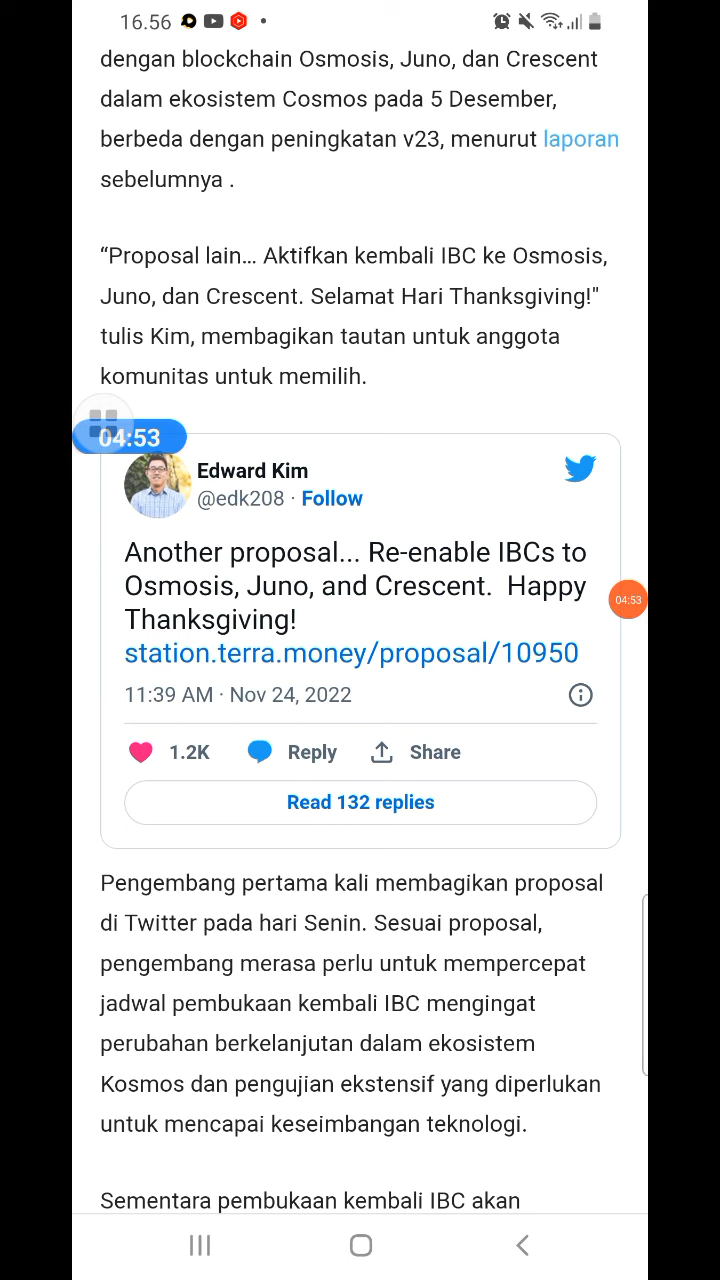 16.56
dengan blockchain Osmosis, Juno, dan Crescent
dalam ekosistem Cosmos pada 5 Desember,
berbeda dengan peningkatan v23, menurut laporan
sebelumnya .
“Proposal lain… Aktifkan kembali IBC ke Osmosis,
Juno, dan Crescent. Selamat Hari Thanksgiving!"
tulis Kim, membagikan tautan untuk anggota
komunitas untuk memilih.
04:53
Edward Kim
@edk208 · Follow
Another proposal... Re-enable IBCs to
Osmosis, Juno, and Crescent.  Happy
Thanksgiving!
04:53
station.terra.money/proposal/10950
11:39 AM · Nov 24, 2022
1.2K Reply Share
Read 132 replies
Pengembang pertama kali membagikan proposal
di Twitter pada hari Senin. Sesuai proposal,
pengembang merasa perlu untuk mempercepat
jadwal pembukaan kembali IBC mengingat
perubahan berkelanjutan dalam ekosistem
Kosmos dan pengujian ekstensif yang diperlukan
untuk mencapai keseimbangan teknologi.
Sementara pembukaan kembali IBC akan